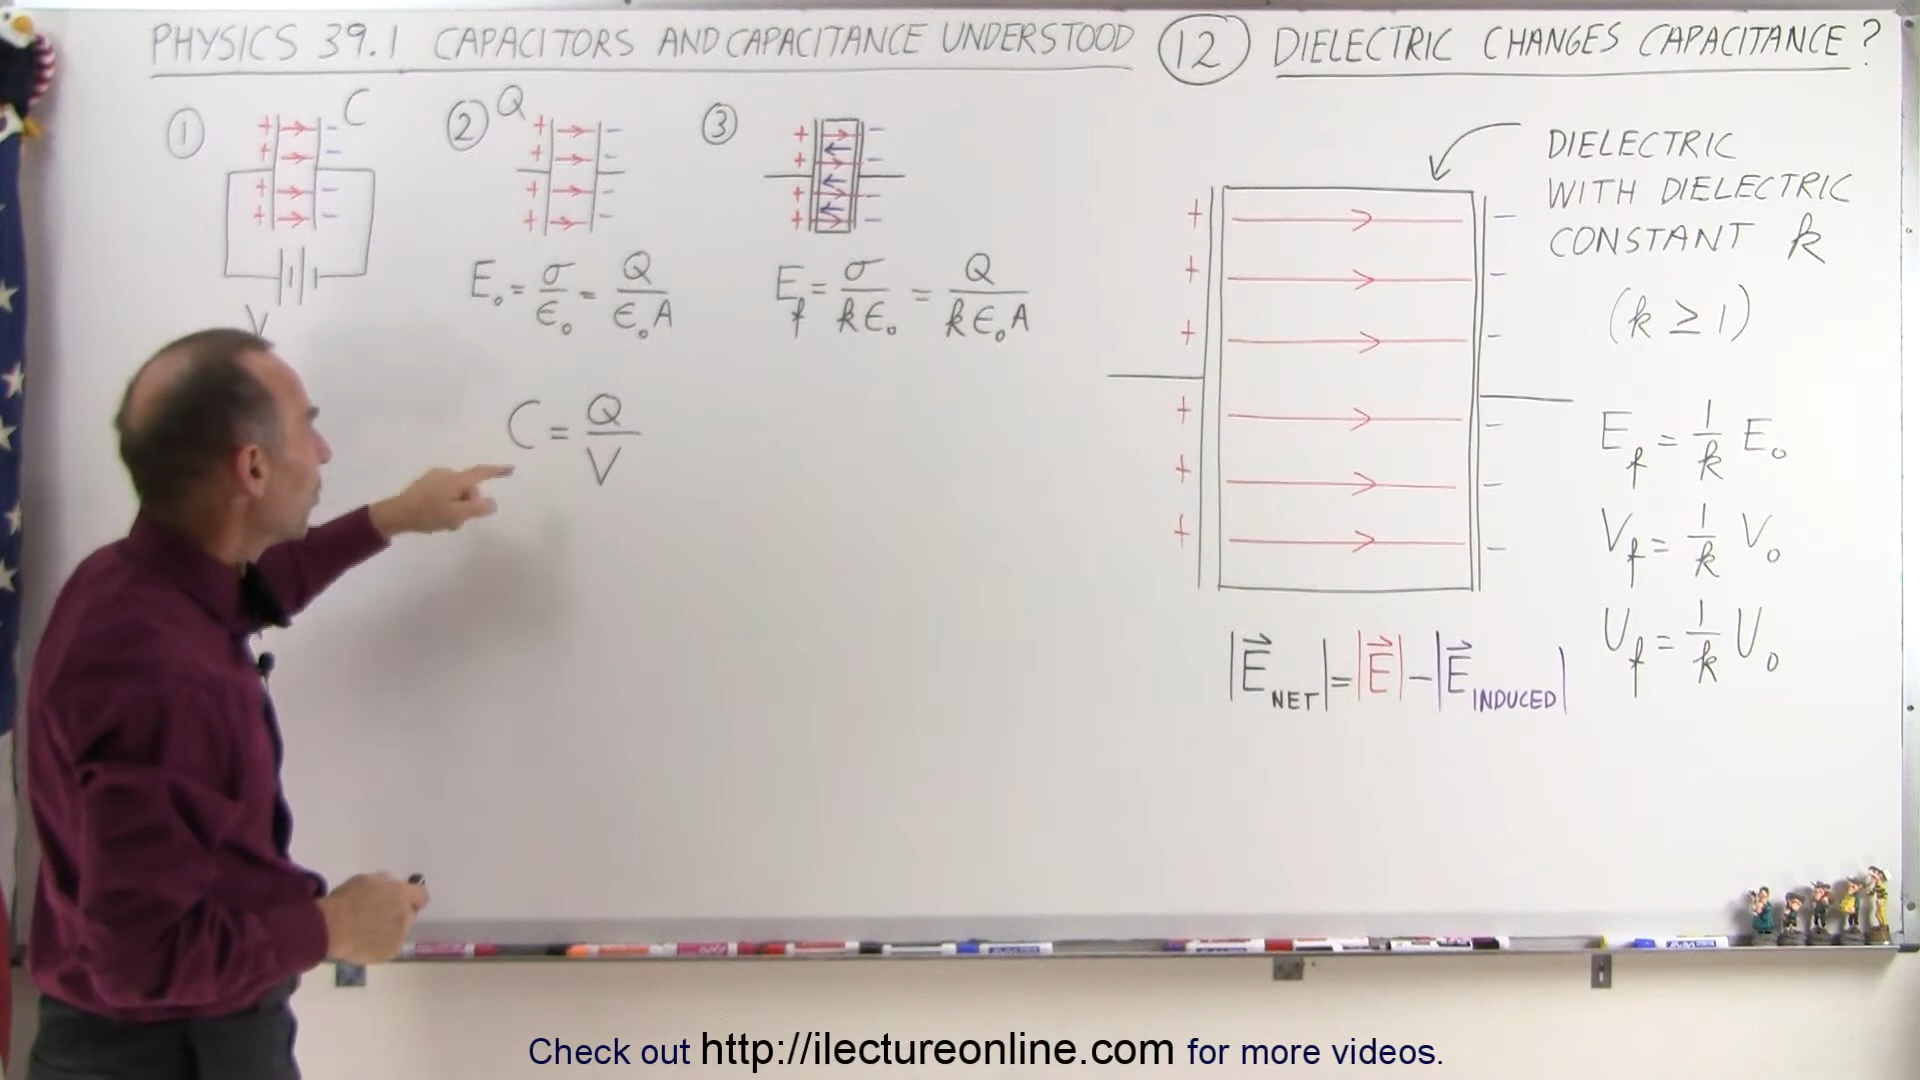 PHYSICS 39.1 CAPACITORS AND CAPACITANCE UNDERSTOOD 12 DIELECTRIC CHANGES CAPACITANCE?
1 + - C
+ -
+ -
+ -
V
2 Q + -
+ -
+ -
+ -
E₀ = σ/ϵ₀ = Q/ϵ₀A
3 + -
+ -
+ -
+ -
E_f = σ/kϵ₀ = Q/kϵ₀A
C = Q/V
+ -
+ -
+ -
+ -
+ -
+ -
DIELECTRIC
WITH DIELECTRIC
CONSTANT k
(k ≥ 1)
E_f = 1/k E₀
V_f = 1/k V₀
U_f = 1/k U₀
|E⃗ NET| = |E⃗| - |E⃗ INDUCED|
Check out http://ilectureonline.com for more videos.